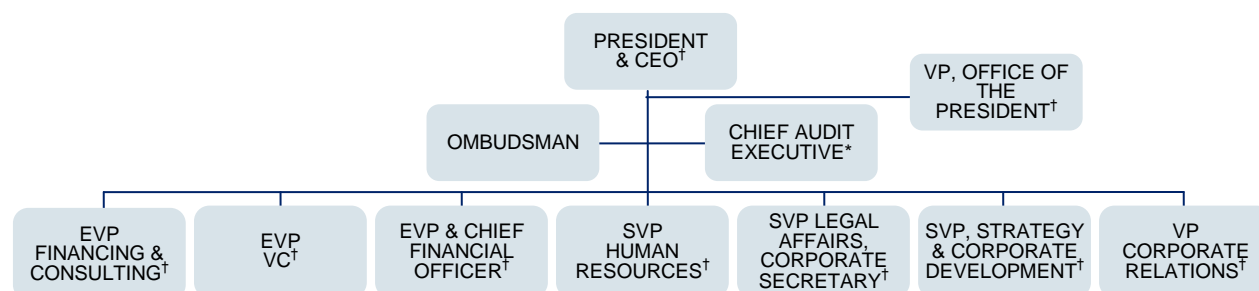 PRESIDENT
& CEO†
VP, OFFICE OF
THE
PRESIDENT†
OMBUDSMAN
CHIEF AUDIT
EXECUTIVE*
EVP
FINANCING &
CONSULTING†
EVP
VC†
EVP & CHIEF
FINANCIAL
OFFICER†
SVP
HUMAN
RESOURCES†
SVP LEGAL
AFFAIRS,
CORPORATE
SECRETARY†
SVP, STRATEGY
& CORPORATE
DEVELOPMENT†
VP
CORPORATE
RELATIONS†